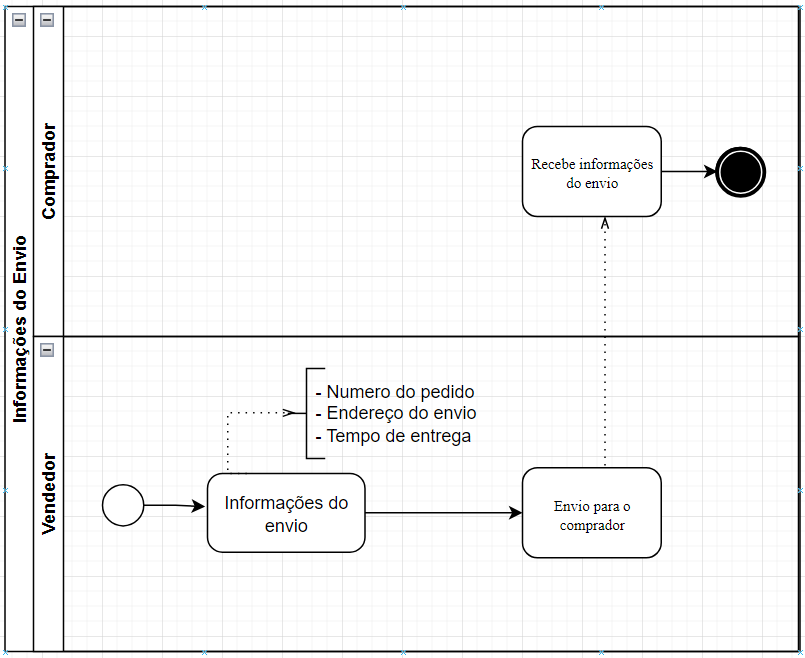 Informações do Envio
Comprador
Recebe informações
do envio
Vendedor
- Numero do pedido
- Endereço do envio
- Tempo de entrega
Informações do
envio
Envio para o
comprador